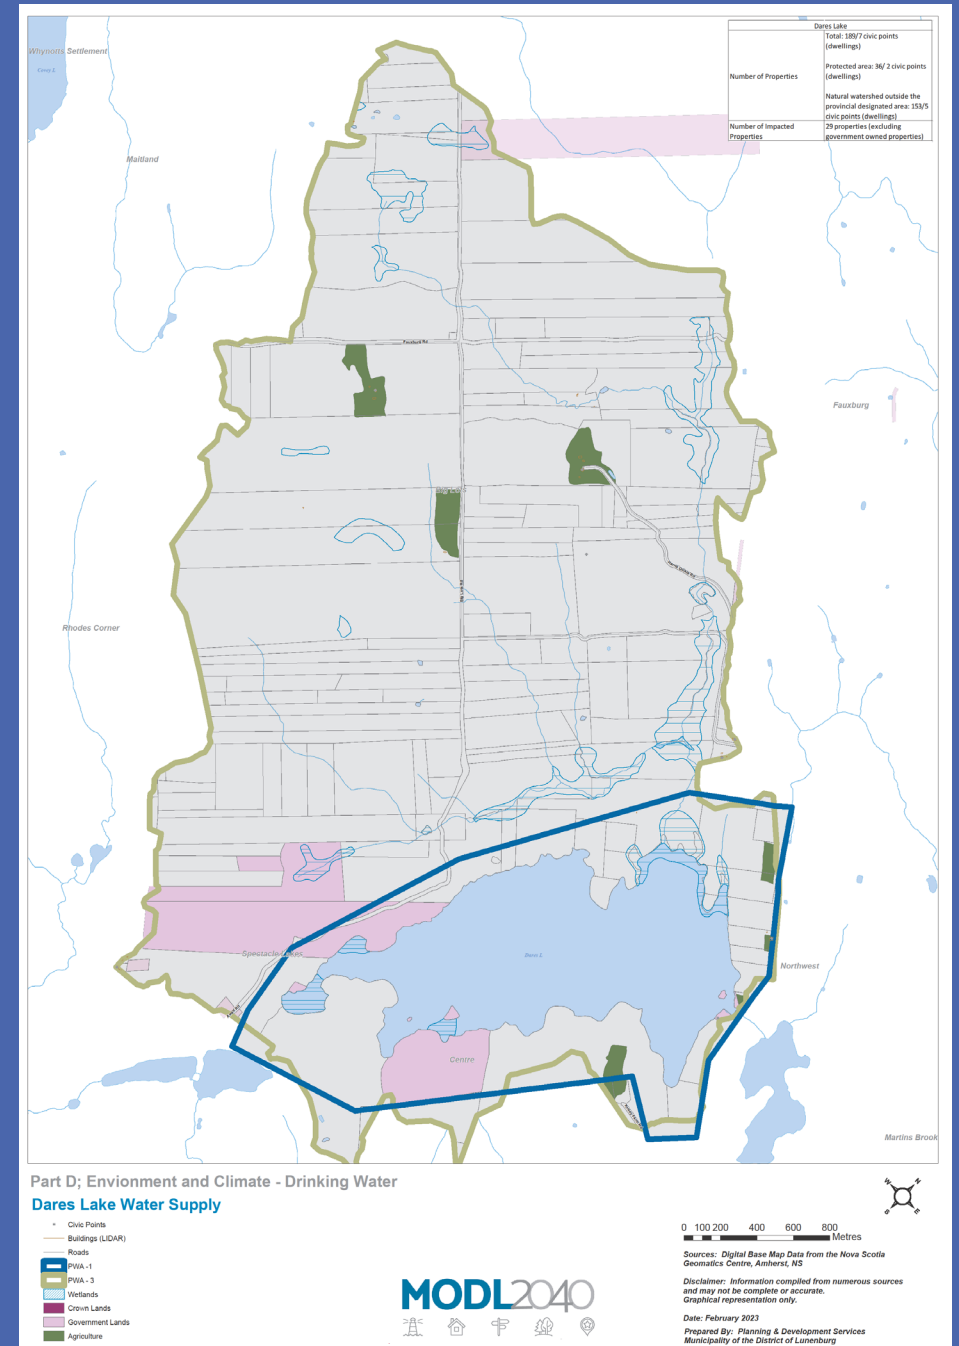 Dares Lake
Number of Properties
Total: 189/7 civic points
(dwellings)
Protected area: 36/ 2 civic points
(dwellings)
Natural watershed outside the
provincial designated area: 153/5
civic points (dwellings)
Number of Impacted
Properties
29 properties (excluding
government owned properties)
Whynotts Settlement
Maitland
Fauxburg Rd
Fauxburg
Rhodes Corner
Spectacle Lakes
Dares L
Northwest
Centre
Martins Brook
Part D; Envionment and Climate - Drinking Water
Dares Lake Water Supply
Civic Points
Buildings (LIDAR)
Roads
PWA -1
PWA - 3
Wetlands
Crown Lands
Government Lands
Agriculture
MODL2040
W N
S E
0 100 200 400 600 800
Metres
Sources: Digital Base Map Data from the Nova Scotia
Geomatics Centre, Amherst, NS
Disclaimer: Information compiled from numerous sources
and may not be complete or accurate.
Graphical representation only.
Date: February 2023
Prepared By: Planning & Development Services
Municipality of the District of Lunenburg